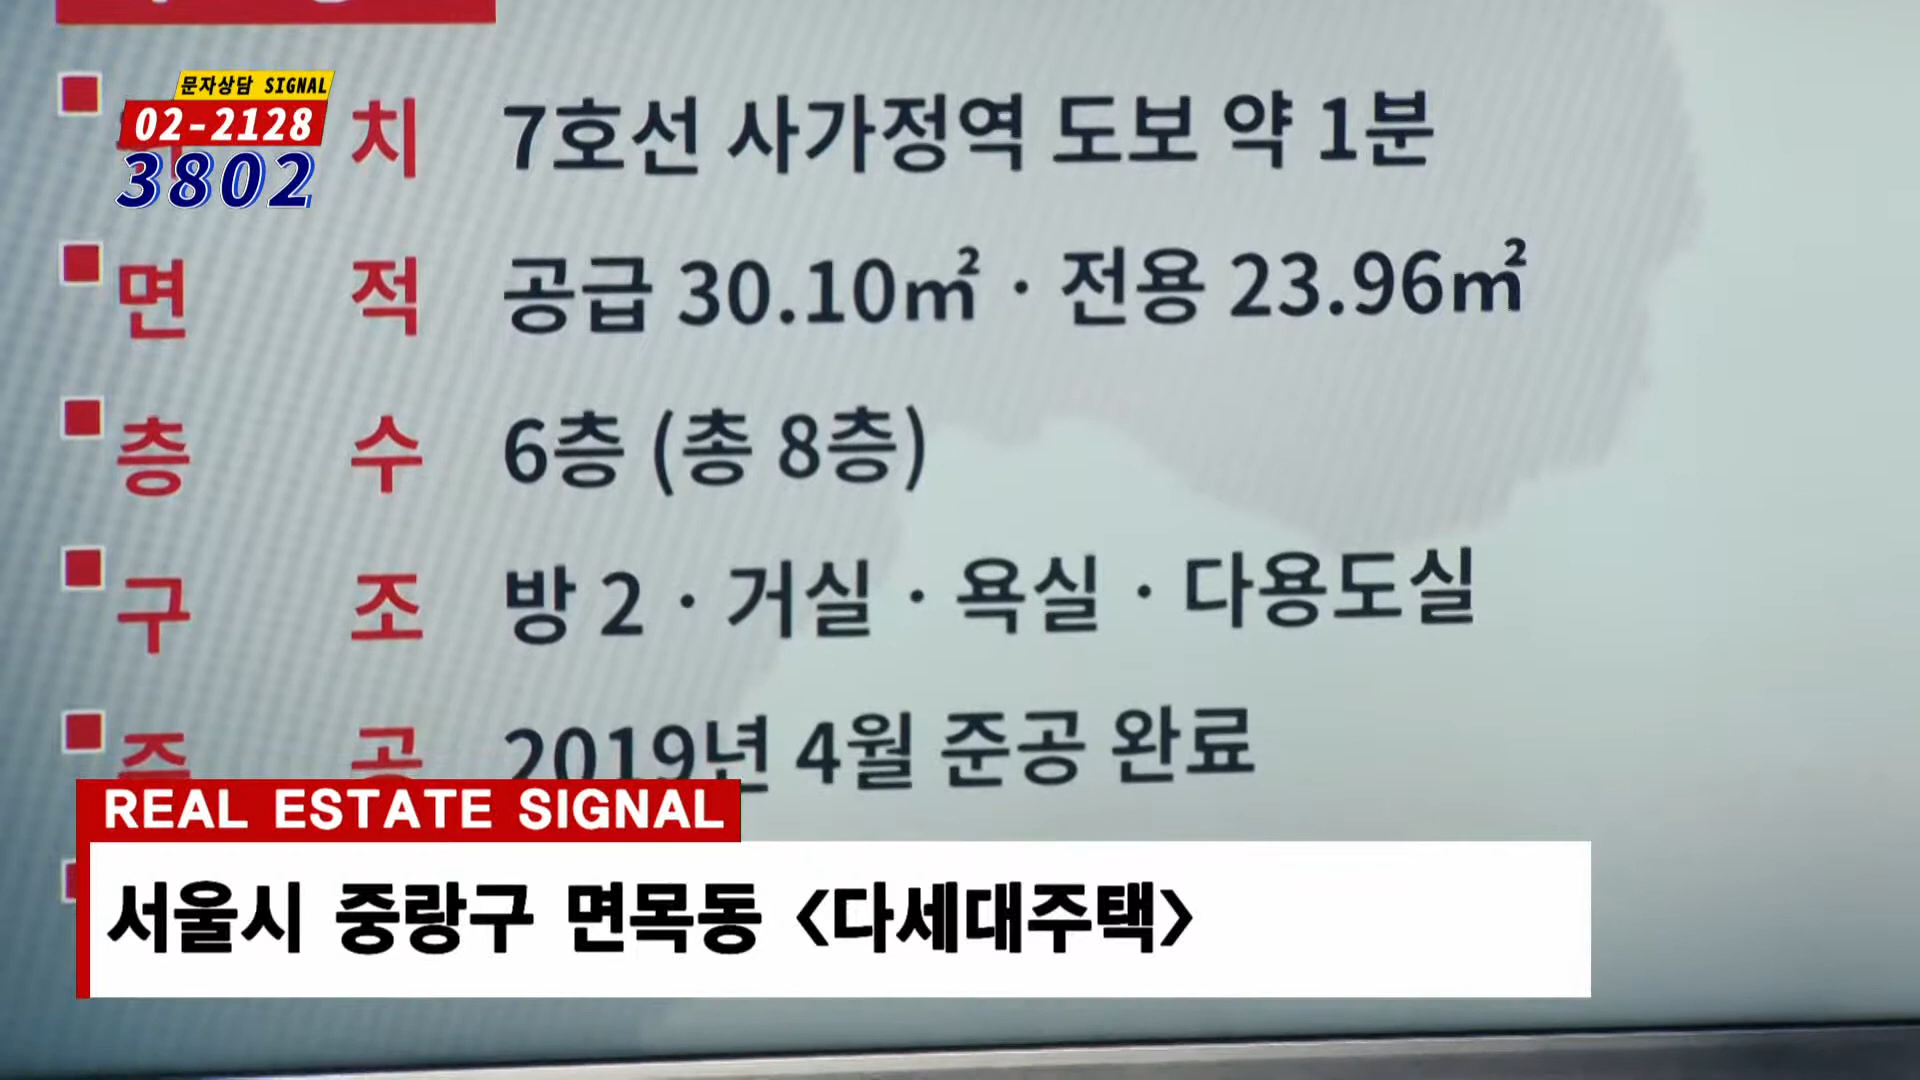 문자상담 SIGNAL
02-2128
3802
치 7호선 사가정역 도보 약 1분
면 적 공급 30.10㎡ · 전용 23.96㎡
층 수 6층 (총 8층)
구 조 방 2 · 거실 · 욕실 · 다용도실
준 공 2019년 4월 준공 완료
REAL ESTATE SIGNAL
서울시 중랑구 면목동 <다세대주택>